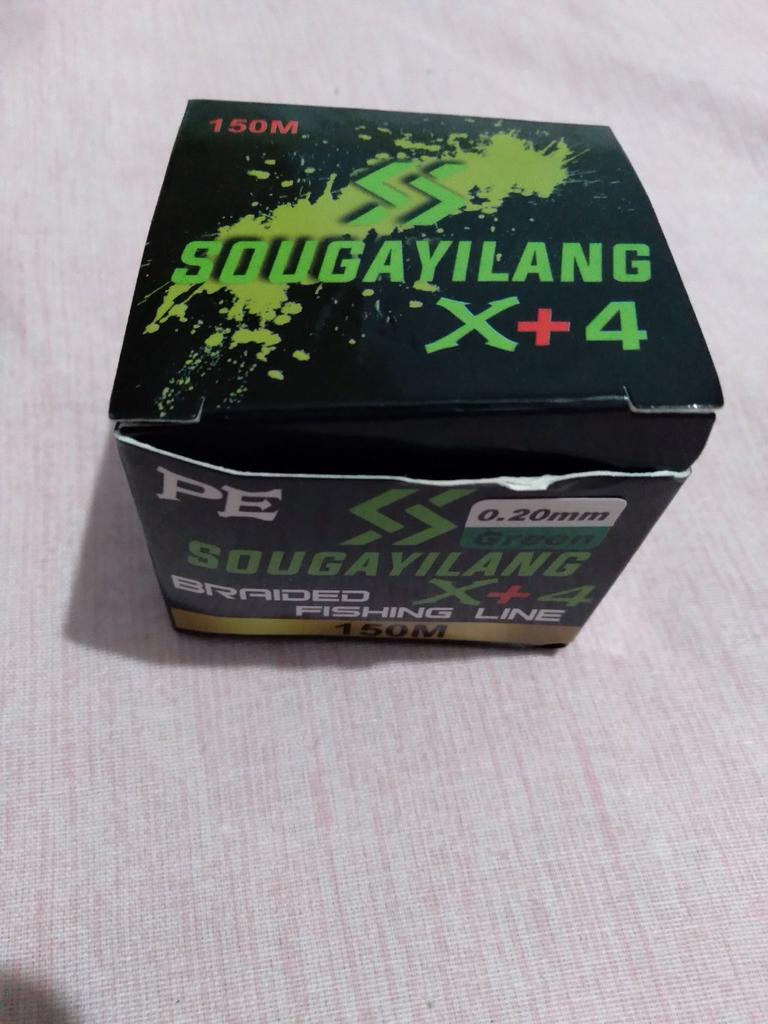 150M
SOUGAYILANG
X+4
PE
0.20mm
Green
SOUGAYILANG
X+4
BRAIDED
FISHING LINE
150M